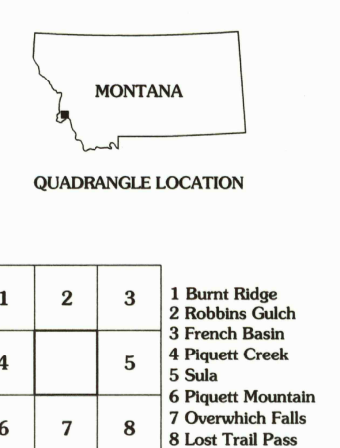 MONTANA
QUADRANGLE LOCATION
1 2 3
4 5
6 7 8
1 Burnt Ridge
2 Robbins Gulch
3 French Basin
4 Piquett Creek
5 Sula
6 Piquett Mountain
7 Overwhich Falls
8 Lost Trail Pass